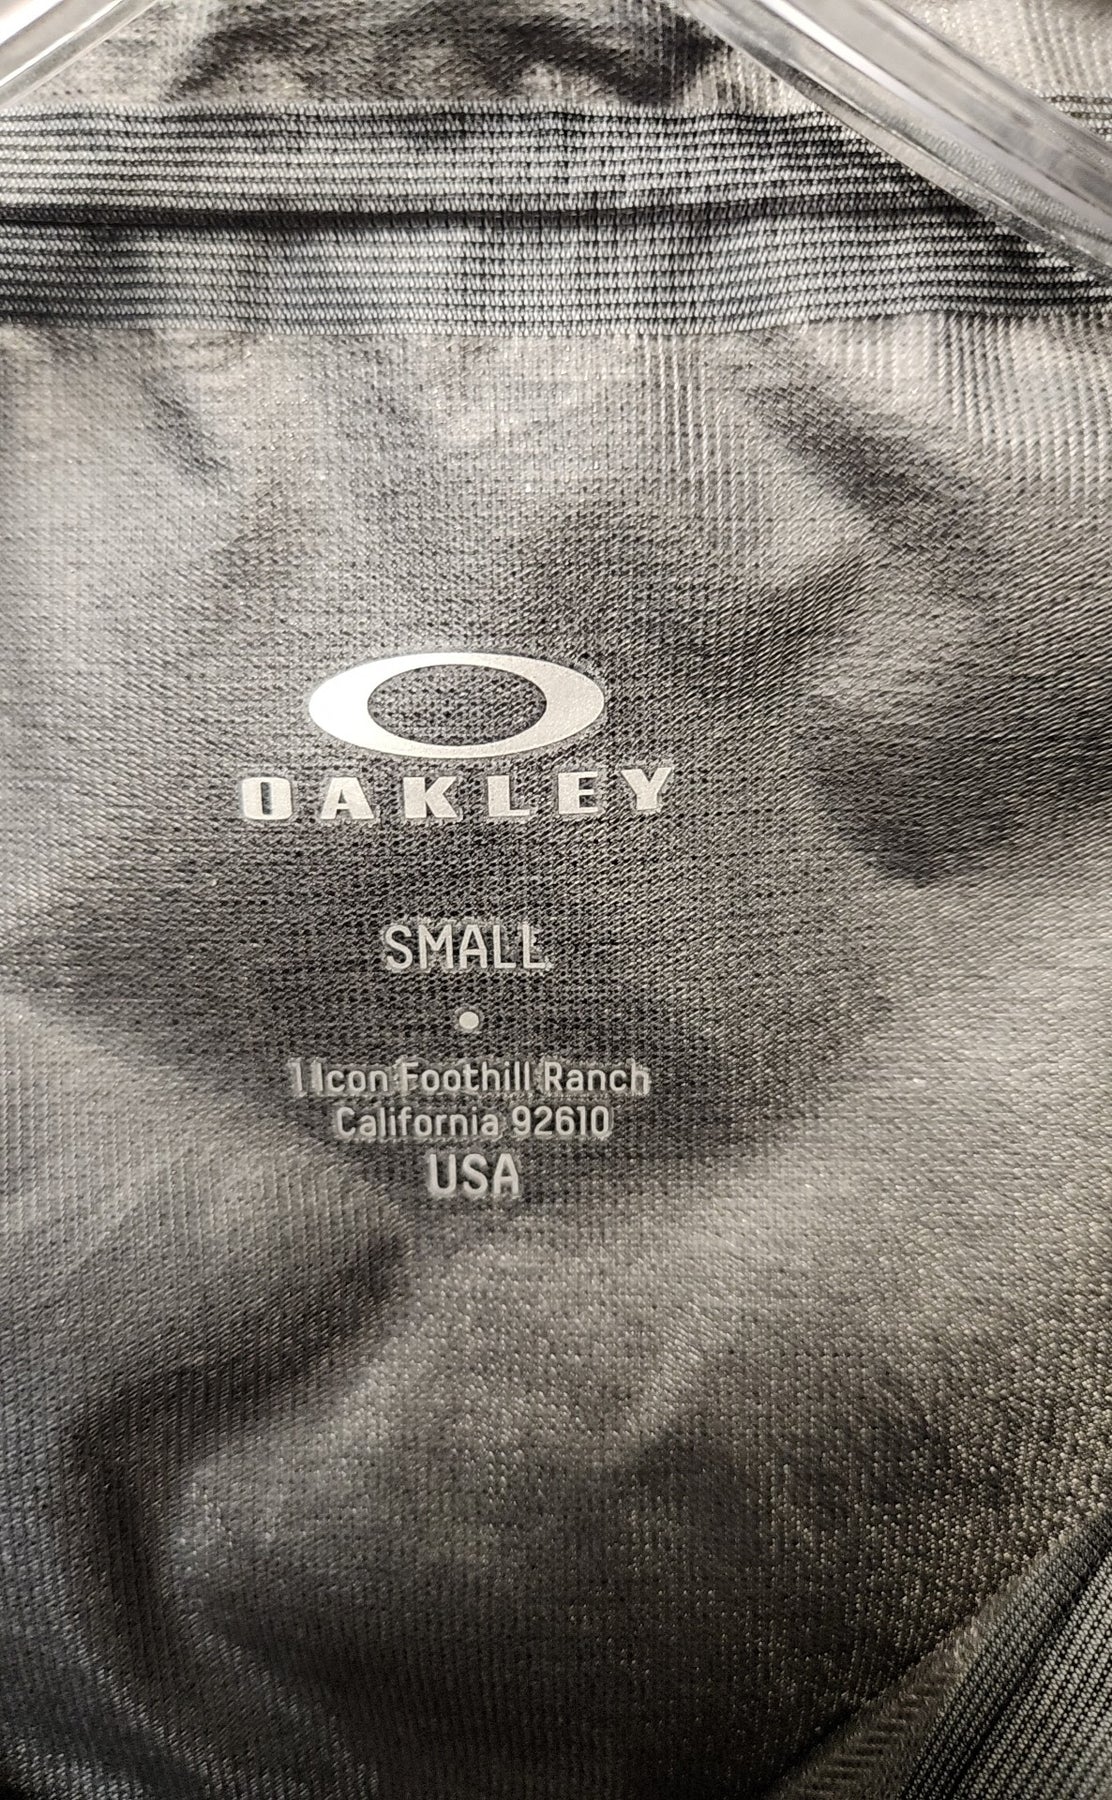 OAKLEY
SMALL
1 Icon Foothill Ranch
California 92610
USA